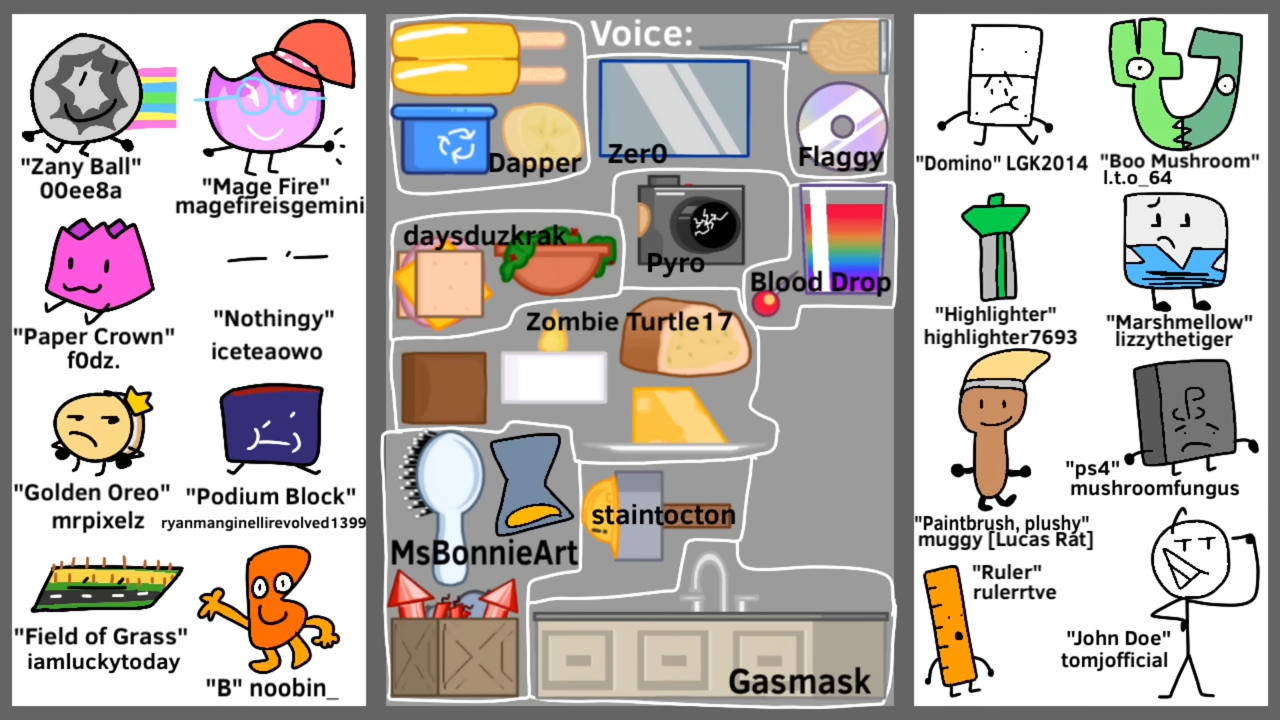 "Zany Ball"
00ee8a
"Mage Fire"
magefireisgemini
"Paper Crown"
f0dz.
"Nothingy"
iceteaowo
"Golden Oreo"
mrpixelz
"Podium Block"
ryanmanginellirevolved1399
"Field of Grass"
iamluckytoday
"B" noobin_
Voice:
Dapper
Zer0
Flaggy
daysduzkrak
Pyro
Blood Drop
Zombie Turtle17
MsBonnieArt
staintocton
Gasmask
"Domino" LGK2014
"Boo Mushroom"
l.t.o_64
"Highlighter"
highlighter7693
"Marshmellow"
lizzythetiger
"Paintbrush, plushy"
muggy [Lucas Rat]
"ps4"
mushroomfungus
"Ruler"
rulerrtve
"John Doe"
tomjofficial